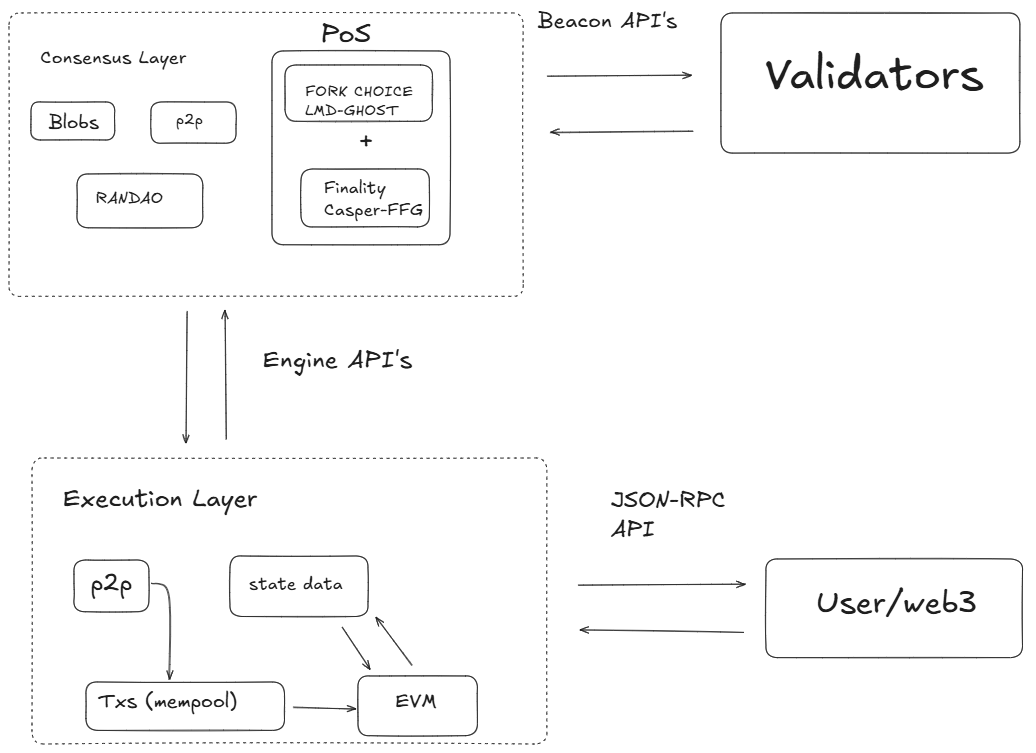 PoS
Beacon API's
Consensus Layer
Validators
FORK CHOICE
LMD-GHOST
Blobs
p2p
+
RANDAO
Finality
Casper-FFG
Engine API's
Execution Layer
JSON-RPC
API
p2p
state data
User/web3
Txs (mempool)
EVM